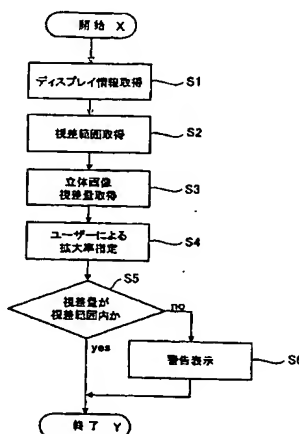 開始 X
ディスプレイ情報取得
S1
視差範囲取得
S2
立体画像
視差量取得
S3
ユーザーによる
拡大率指定
S4
S5
視差量が
視差範囲内か
no
yes
警告表示
S6
終了 Y